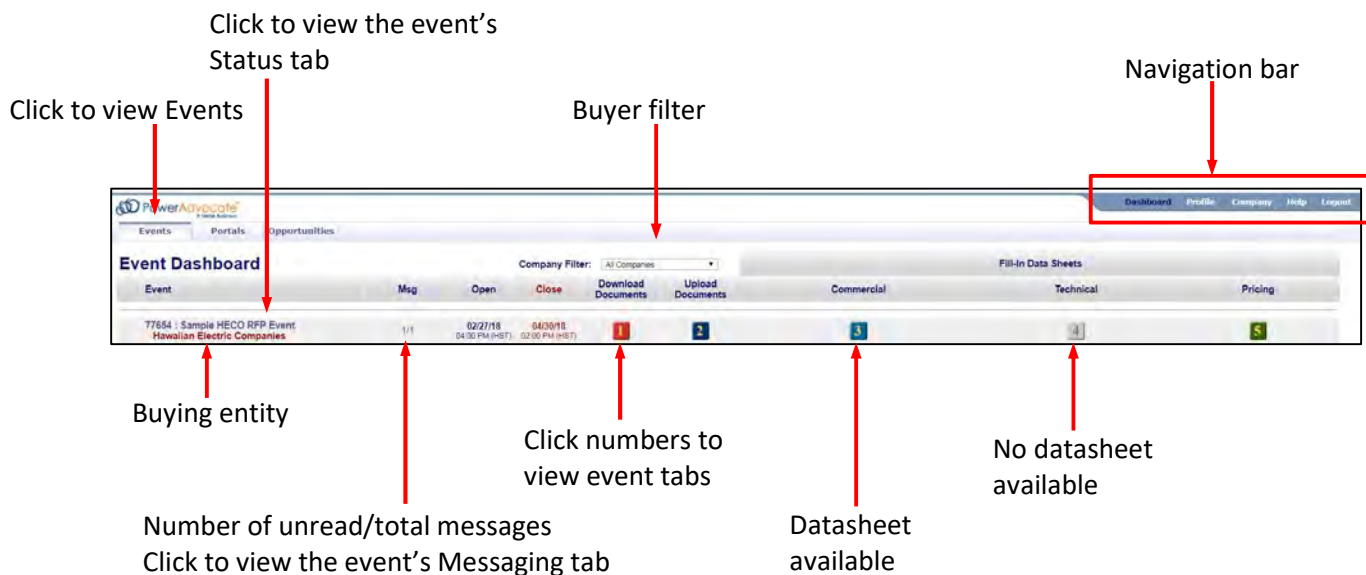 Click to view the event’s
Status tab
Navigation bar
Click to view Events
Buyer filter
PowerAdvocate
Dashboard Profile Company Help Logout
Events Portals Opportunities
Event Dashboard Company Filter: All Companies Fill-In Data Sheets
Event Msg Open Close Download Documents Upload Documents Commercial Technical Pricing
77654 : Sample HECO RFP Event 1/1 02/27/18 04/30/18 1 2 3 4 5
Hawaiian Electric Companies 04:00 PM (HST) 02:00 PM (HST)
Buying entity
Click numbers to
view event tabs
No datasheet
available
Number of unread/total messages
Click to view the event’s Messaging tab
Datasheet
available